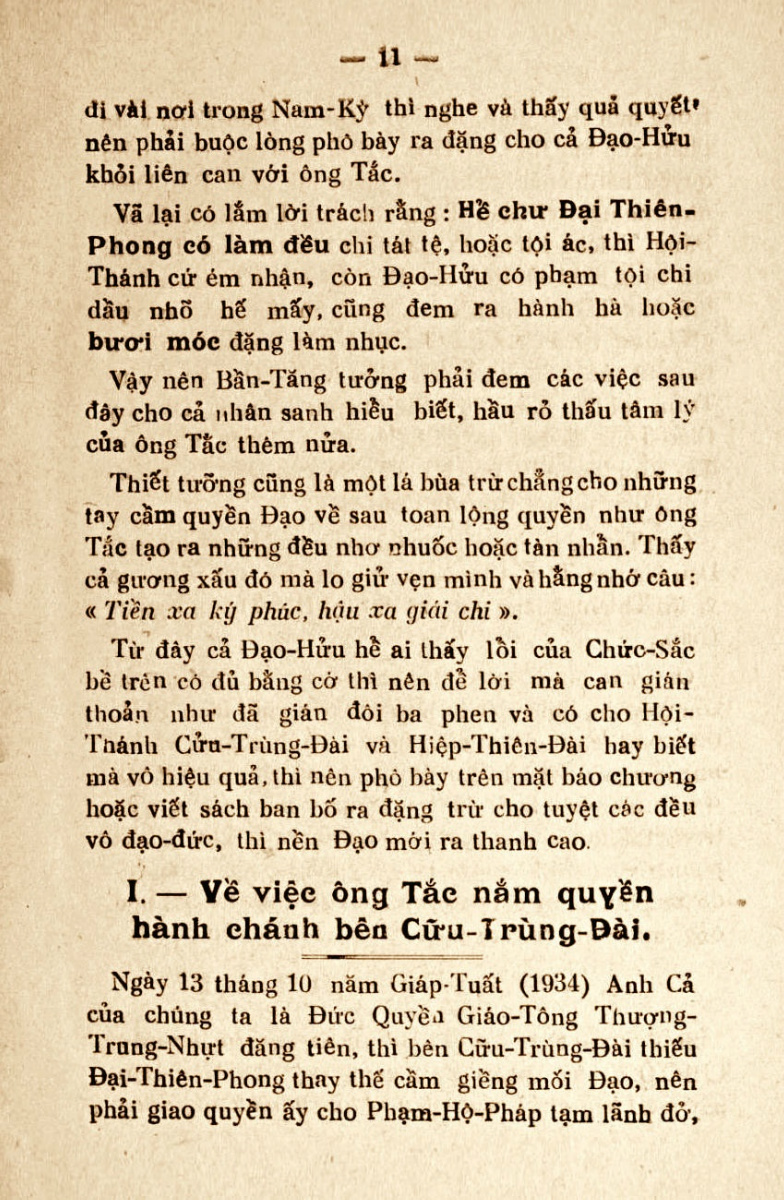 — 11 —
đi vài nơi trong Nam-Kỳ thì nghe và thấy quả quyết
nên phải buộc lòng phô bày ra đặng cho cả Đạo-Hửu
khỏi liên can với ông Tắc.
Vã lại có lắm lời trách rằng : Hề chư Đại Thiên-
Phong có làm đều chi tát tệ, hoặc tội ác, thì Hội-
Thánh cứ ém nhận, còn Đạo-Hửu có phạm tội chi
dầu nhõ hế mấy, cũng đem ra hành hà hoặc
bươi móc đặng làm nhục.
Vậy nên Bần-Tăng tưởng phải đem các việc sau
đây cho cả nhân sanh hiểu biết, hầu rỏ thấu tâm lý
của ông Tắc thêm nửa.
Thiết tưỡng cũng là một lá bùa trừ chẳng cho những
tay cầm quyền Đạo về sau toan lộng quyền như ông
Tắc tạo ra những đều nhơ nhuốc hoặc tàn nhẫn. Thấy
cả gương xấu đó mà lo giử vẹn mình và hằng nhớ câu :
« Tiền xa ký phúc, hậu xa giái chi ».
Từ đây cả Đạo-Hửu hề ai thấy lồi của Chức-Sắc
bề trên có đủ bằng cớ thì nên để lời mà can gián
thoản như đã gián đôi ba phen và có cho Hội-
Thánh Cửu-Trùng-Đài và Hiệp-Thiên-Đài hay biết
mà vô hiệu quả, thì nên phô bày trên mặt báo chương
hoặc viết sách ban bố ra đặng trừ cho tuyệt các đều
vô đạo-đức, thì nền Đạo mới ra thanh cao.
I. — Về việc ông Tắc nắm quyền
hành chánh bên Cữu-Trùng-Đài.
Ngày 13 tháng 10 năm Giáp-Tuất (1934) Anh Cả
của chúng ta là Đức Quyền Giáo-Tông Thượng-
Trung-Nhựt đăng tiên, thì bên Cữu-Trùng-Đài thiếu
Đại-Thiên-Phong thay thế cầm giềng mối Đạo, nên
phải giao quyền ấy cho Phạm-Hộ-Pháp tạm lãnh đở,